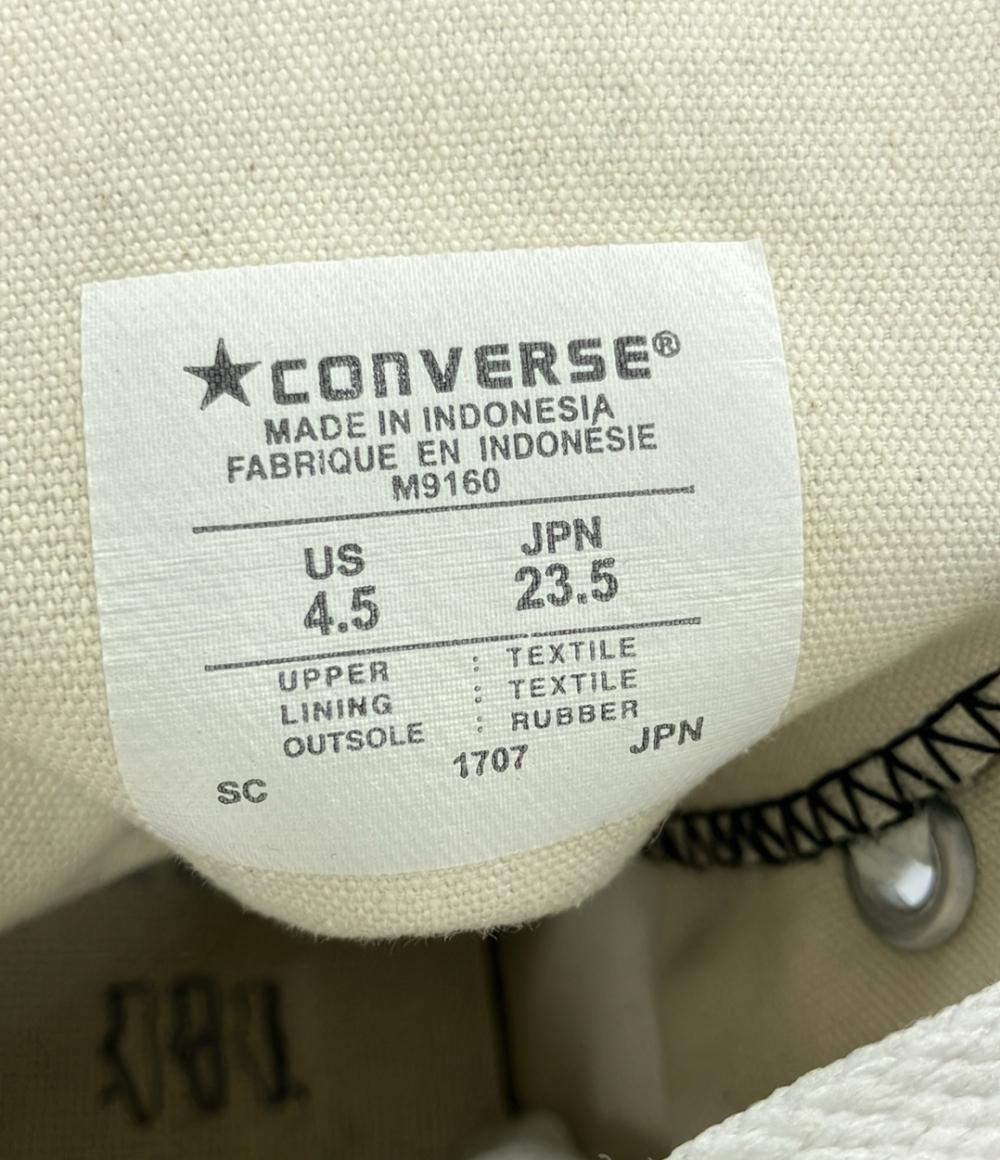 ★CONVERSE®
MADE IN INDONESIA
FABRIQUE EN INDONÉSIE
M9160
US JPN
4.5 23.5
UPPER : TEXTILE
LINING : TEXTILE
OUTSOLE : RUBBER
SC 1707 JPN